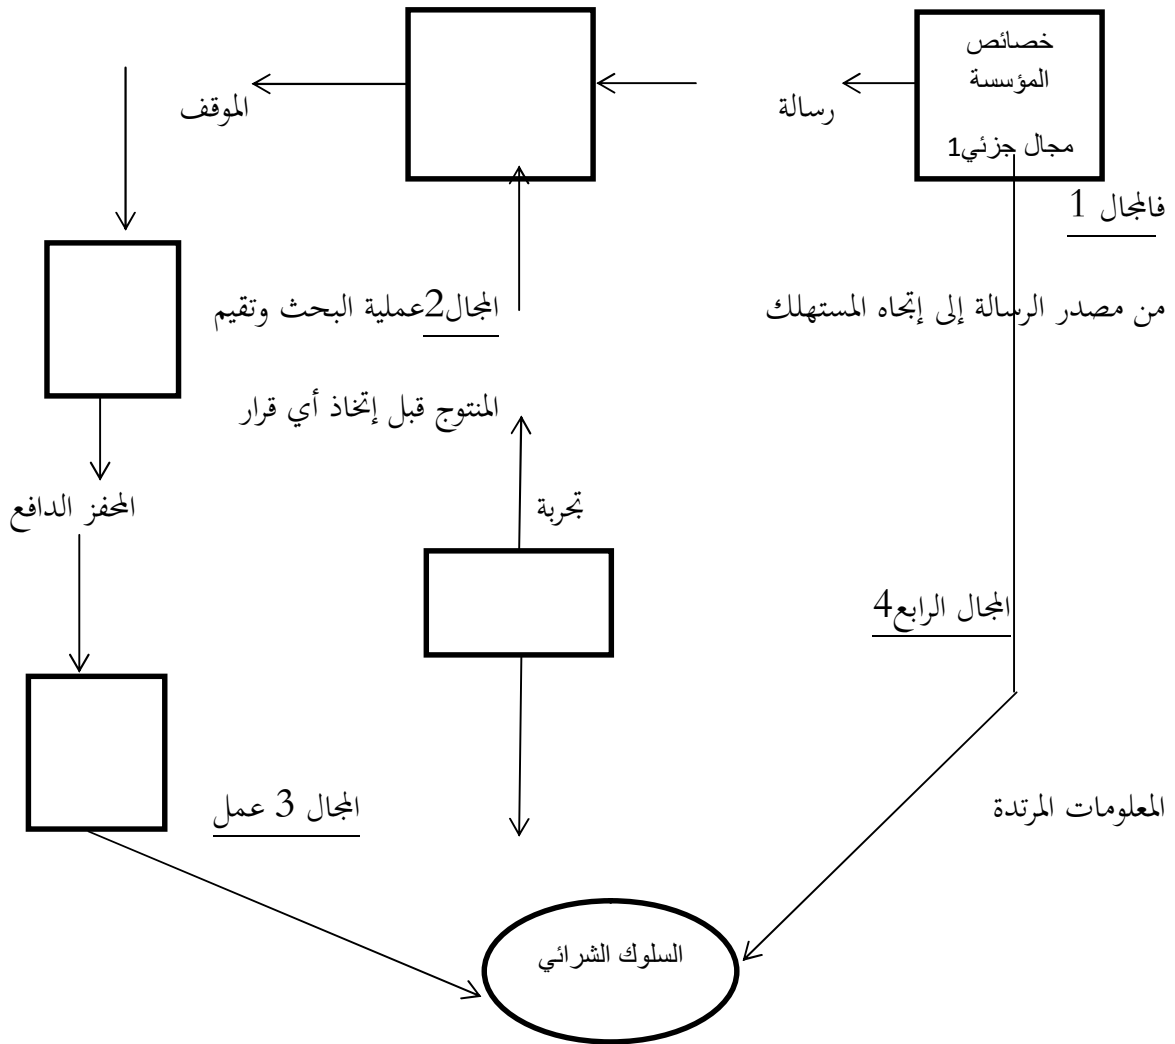 خصائص
المؤسسة
مجال جزئي1
رسالة
الموقف
فالمجال 1
من مصدر الرسالة إلى إتجاه المستهلك
المجال2عملية البحث وتقيم
المنتوج قبل إتخاذ أي قرار
تجربة
المحفز الدافع
المجال الرابع4
المجال 3 عمل
المعلومات المرتدة
السلوك الشرائي